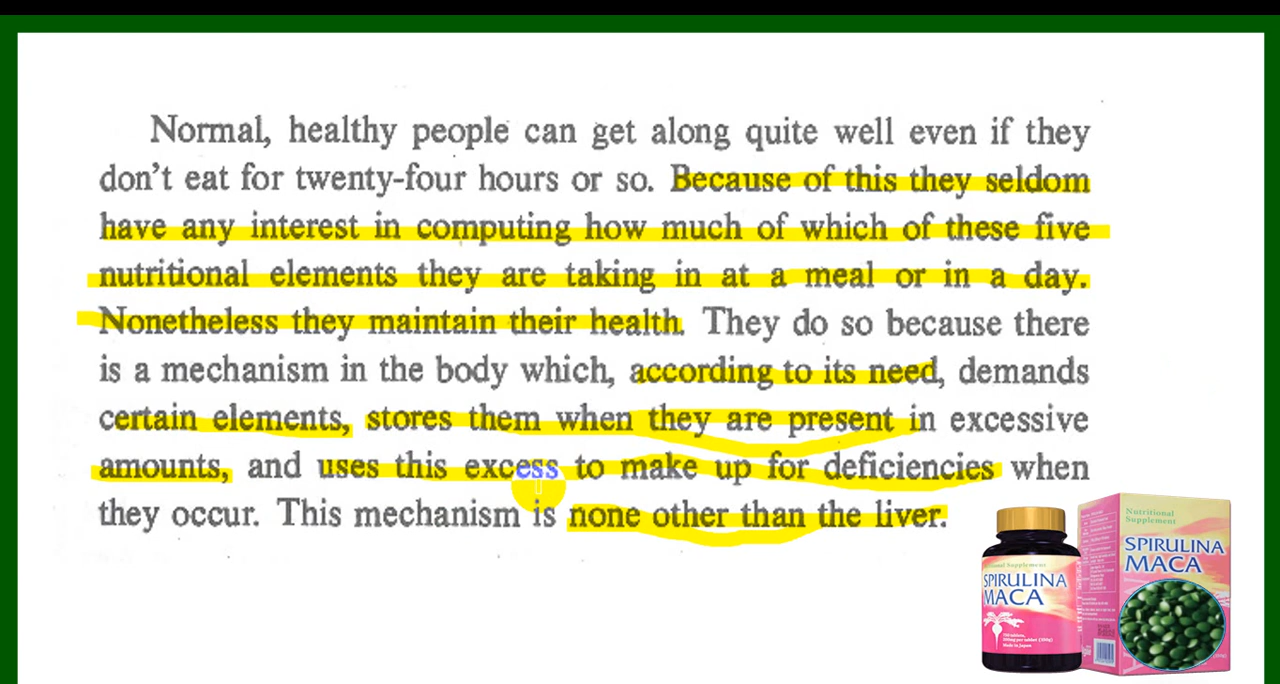 Normal, healthy people can get along quite well even if they
don't eat for twenty-four hours or so. Because of this they seldom
have any interest in computing how much of which of these five
nutritional elements they are taking in at a meal or in a day.
Nonetheless they maintain their health. They do so because there
is a mechanism in the body which, according to its need, demands
certain elements, stores them when they are present in excessive
amounts, and uses this excess to make up for deficiencies when
they occur. This mechanism is none other than the liver.
Nutritional
Supplement
SPIRULINA
MACA
Supplement
SPIRULINA
MACA
Made in Japan